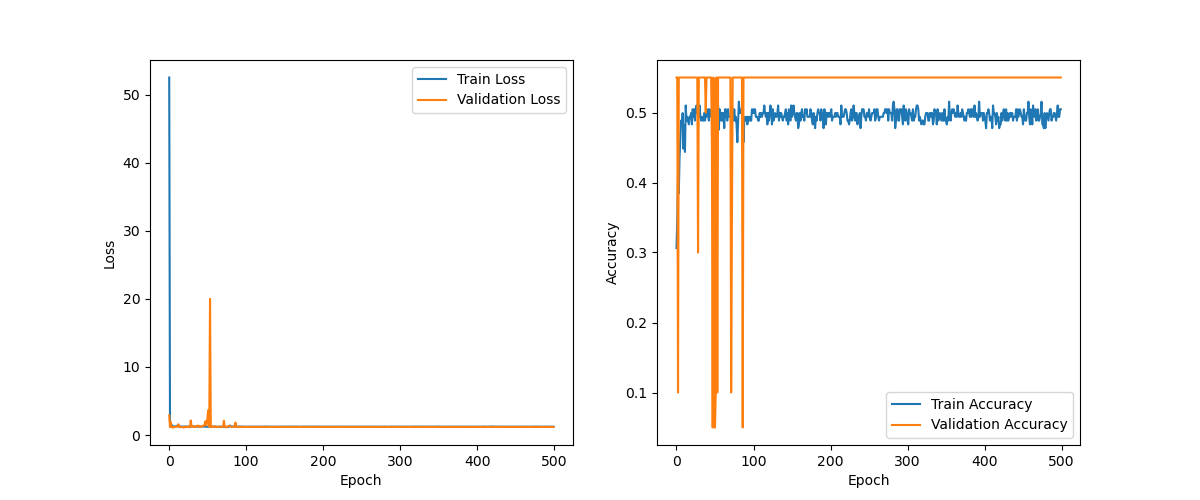 Train Loss
Validation Loss
50
40
30
20
10
0
Loss
0 100 200 300 400 500
Epoch
0.5
0.4
0.3
0.2
0.1
Accuracy
Train Accuracy
Validation Accuracy
0 100 200 300 400 500
Epoch